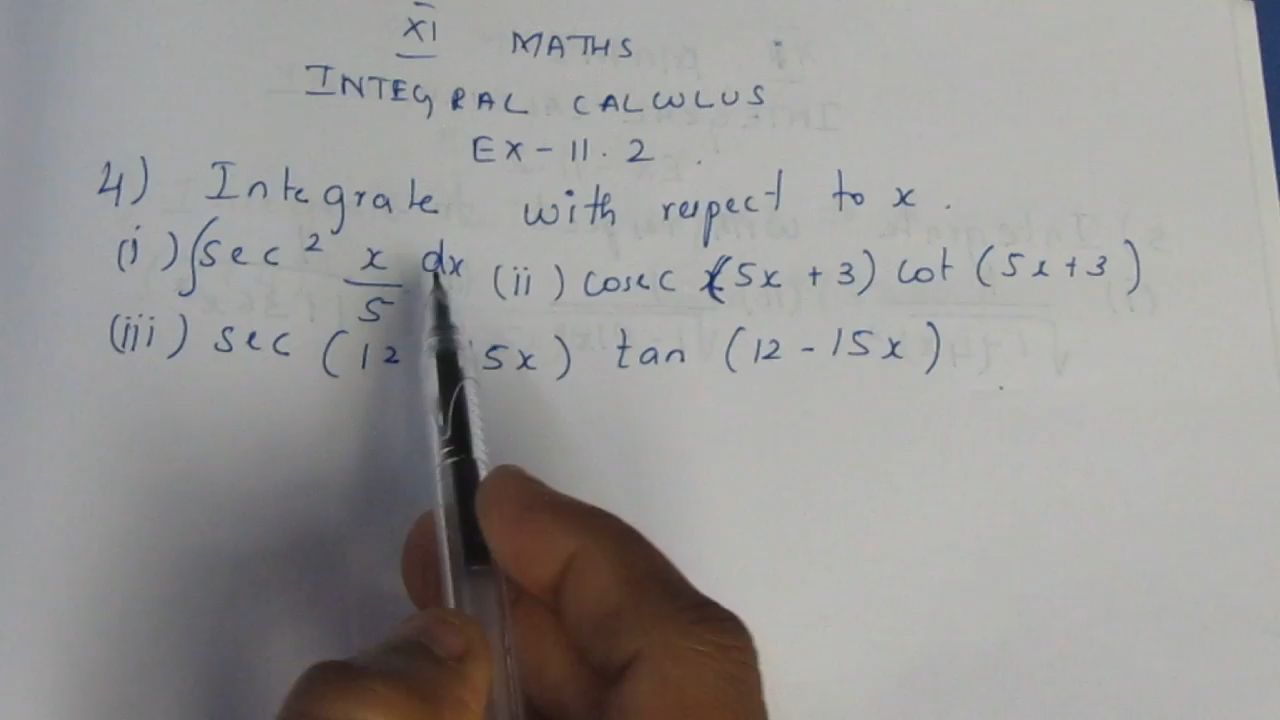 XI MATHS
INTEGRAL CALCULUS
EX-11.2.
4) Integrate with respect to x.
(i) ∫sec² x/5 dx (ii) cosec (5x + 3) cot (5x+3)
(iii) sec (12 5x) tan (12 - 15x)